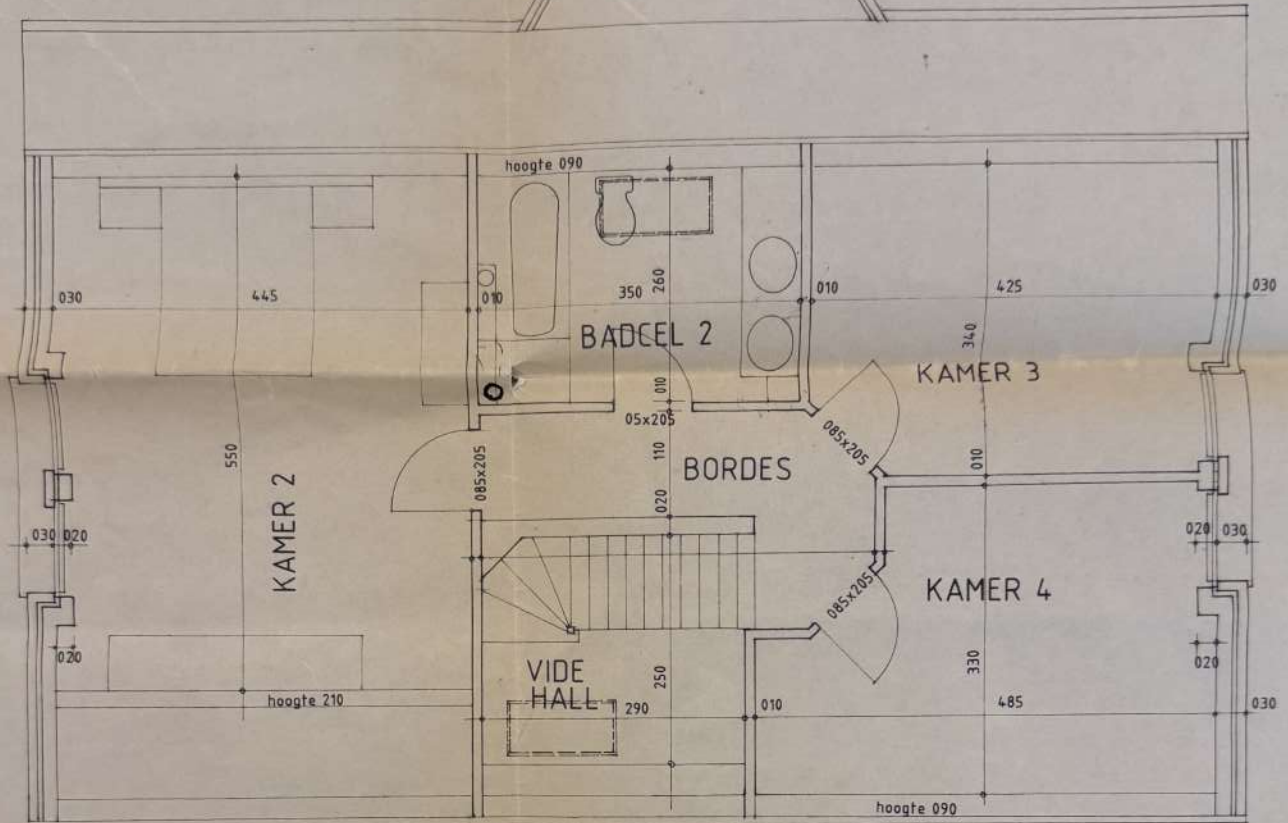 hoogte 090
030
445
010
350
260
010
425
030
BADCEL 2
340
KAMER 3
010
05x205
085x205
550
KAMER 2
085x205
110
BORDES
010
020
030 020
020 030
085x205
KAMER 4
020
330
020
VIDE
HALL
250
hoogte 210
290
010
485
030
hoogte 090